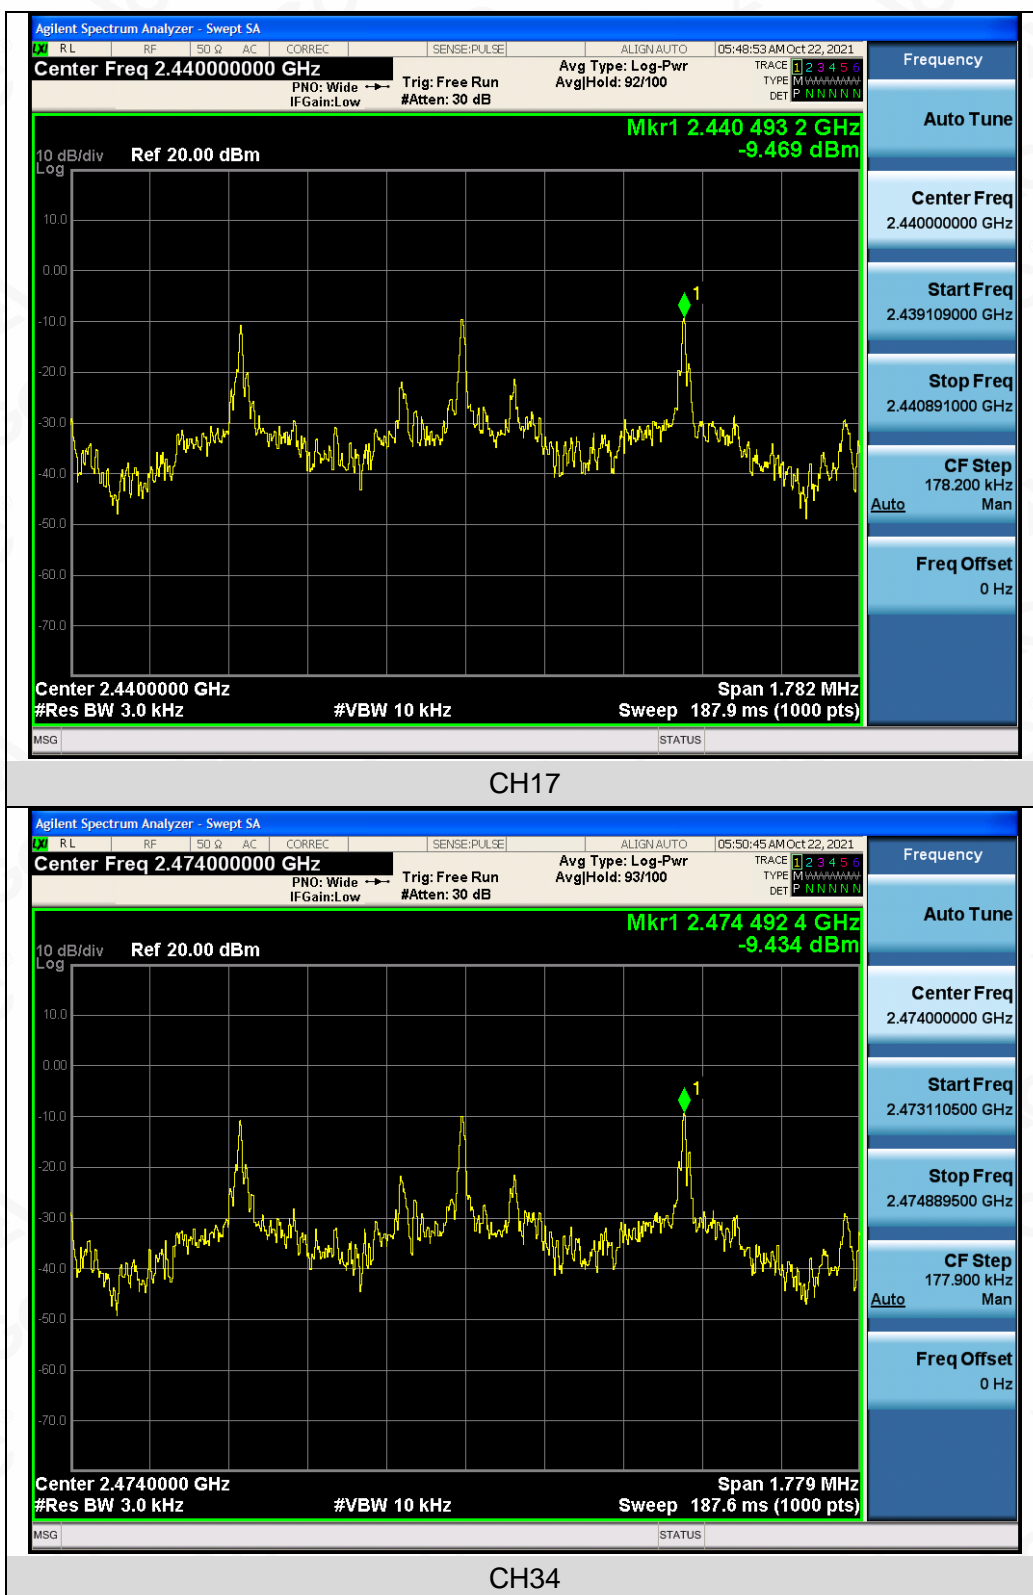 Agilent Spectrum Analyzer - Swept SA
LXI RL RF 50 Ω AC CORREC SENSE:PULSE ALIGNAUTO 05:48:53 AM Oct 22, 2021
Center Freq 2.440000000 GHz
PNO: Wide
IFGain:Low
Trig: Free Run
#Atten: 30 dB
Avg Type: Log-Pwr
Avg|Hold: 92/100
TRACE 1 2 3 4 5 6
TYPE M
DET P N N N N N
Mkr1 2.440 493 2 GHz
-9.469 dBm
10 dB/div Ref 20.00 dBm
Log
10.0
0.00
-10.0
-20.0
-30.0
-40.0
-50.0
-60.0
-70.0
1
Center 2.4400000 GHz Span 1.782 MHz
#Res BW 3.0 kHz #VBW 10 kHz Sweep 187.9 ms (1000 pts)
MSG STATUS
Frequency
Auto Tune
Center Freq
2.440000000 GHz
Start Freq
2.439109000 GHz
Stop Freq
2.440891000 GHz
CF Step
178.200 kHz
Auto Man
Freq Offset
0 Hz
CH17
Agilent Spectrum Analyzer - Swept SA
LXI RL RF 50 Ω AC CORREC SENSE:PULSE ALIGNAUTO 05:50:45 AM Oct 22, 2021
Center Freq 2.474000000 GHz
PNO: Wide
IFGain:Low
Trig: Free Run
#Atten: 30 dB
Avg Type: Log-Pwr
Avg|Hold: 93/100
TRACE 1 2 3 4 5 6
TYPE M
DET P N N N N N
Mkr1 2.474 492 4 GHz
-9.434 dBm
10 dB/div Ref 20.00 dBm
Log
10.0
0.00
-10.0
-20.0
-30.0
-40.0
-50.0
-60.0
-70.0
1
Center 2.4740000 GHz Span 1.779 MHz
#Res BW 3.0 kHz #VBW 10 kHz Sweep 187.6 ms (1000 pts)
MSG STATUS
Frequency
Auto Tune
Center Freq
2.474000000 GHz
Start Freq
2.473110500 GHz
Stop Freq
2.474889500 GHz
CF Step
177.900 kHz
Auto Man
Freq Offset
0 Hz
CH34